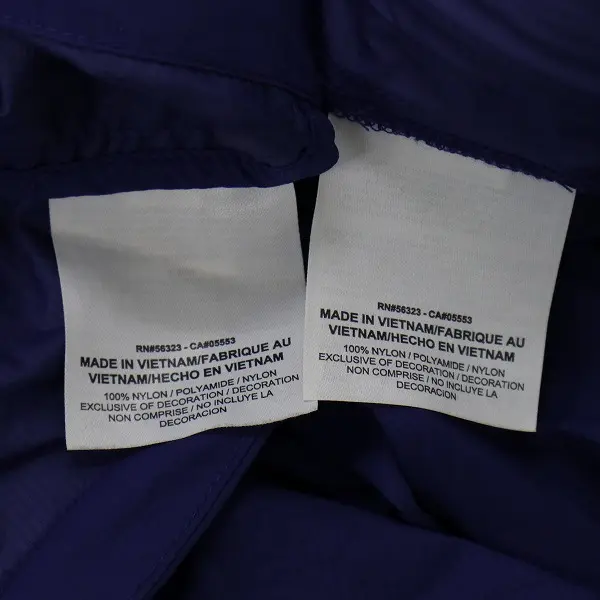 RN#56323 - CA#05553
MADE IN VIETNAM/FABRIQUE AU
VIETNAM/HECHO EN VIETNAM
100% NYLON / POLYAMIDE / NYLON
EXCLUSIVE OF DECORATION / DECORATION
NON COMPRISE / NO INCLUYE LA
DECORACION
RN#56323 - CA#05553
MADE IN VIETNAM/FABRIQUE AU
VIETNAM/HECHO EN VIETNAM
100% NYLON / POLYAMIDE / NYLON
EXCLUSIVE OF DECORATION / DECORATION
NON COMPRISE / NO INCLUYE LA
DECORACION